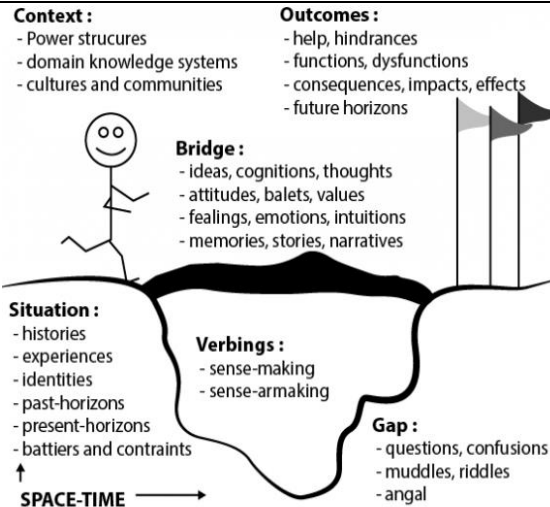 Context :
- Power strucures
- domain knowledge systems
- cultures and communities
Outcomes :
- help, hindrances
- functions, dysfunctions
- consequences, impacts, effects
- future horizons
Bridge :
- ideas, cognitions, thoughts
- attitudes, balets, values
- fealings, emotions, intuitions
- memories, stories, narratives
Situation :
- histories
- experiences
- identities
- past-horizons
- present-horizons
- battiers and contraints
Verbings :
- sense-making
- sense-armaking
Gap :
- questions, confusions
- muddles, riddles
- angal
SPACE-TIME